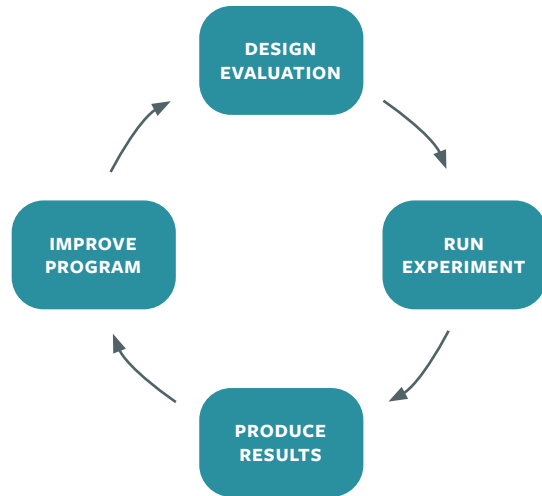 DESIGN
EVALUATION
RUN
EXPERIMENT
PRODUCE
RESULTS
IMPROVE
PROGRAM